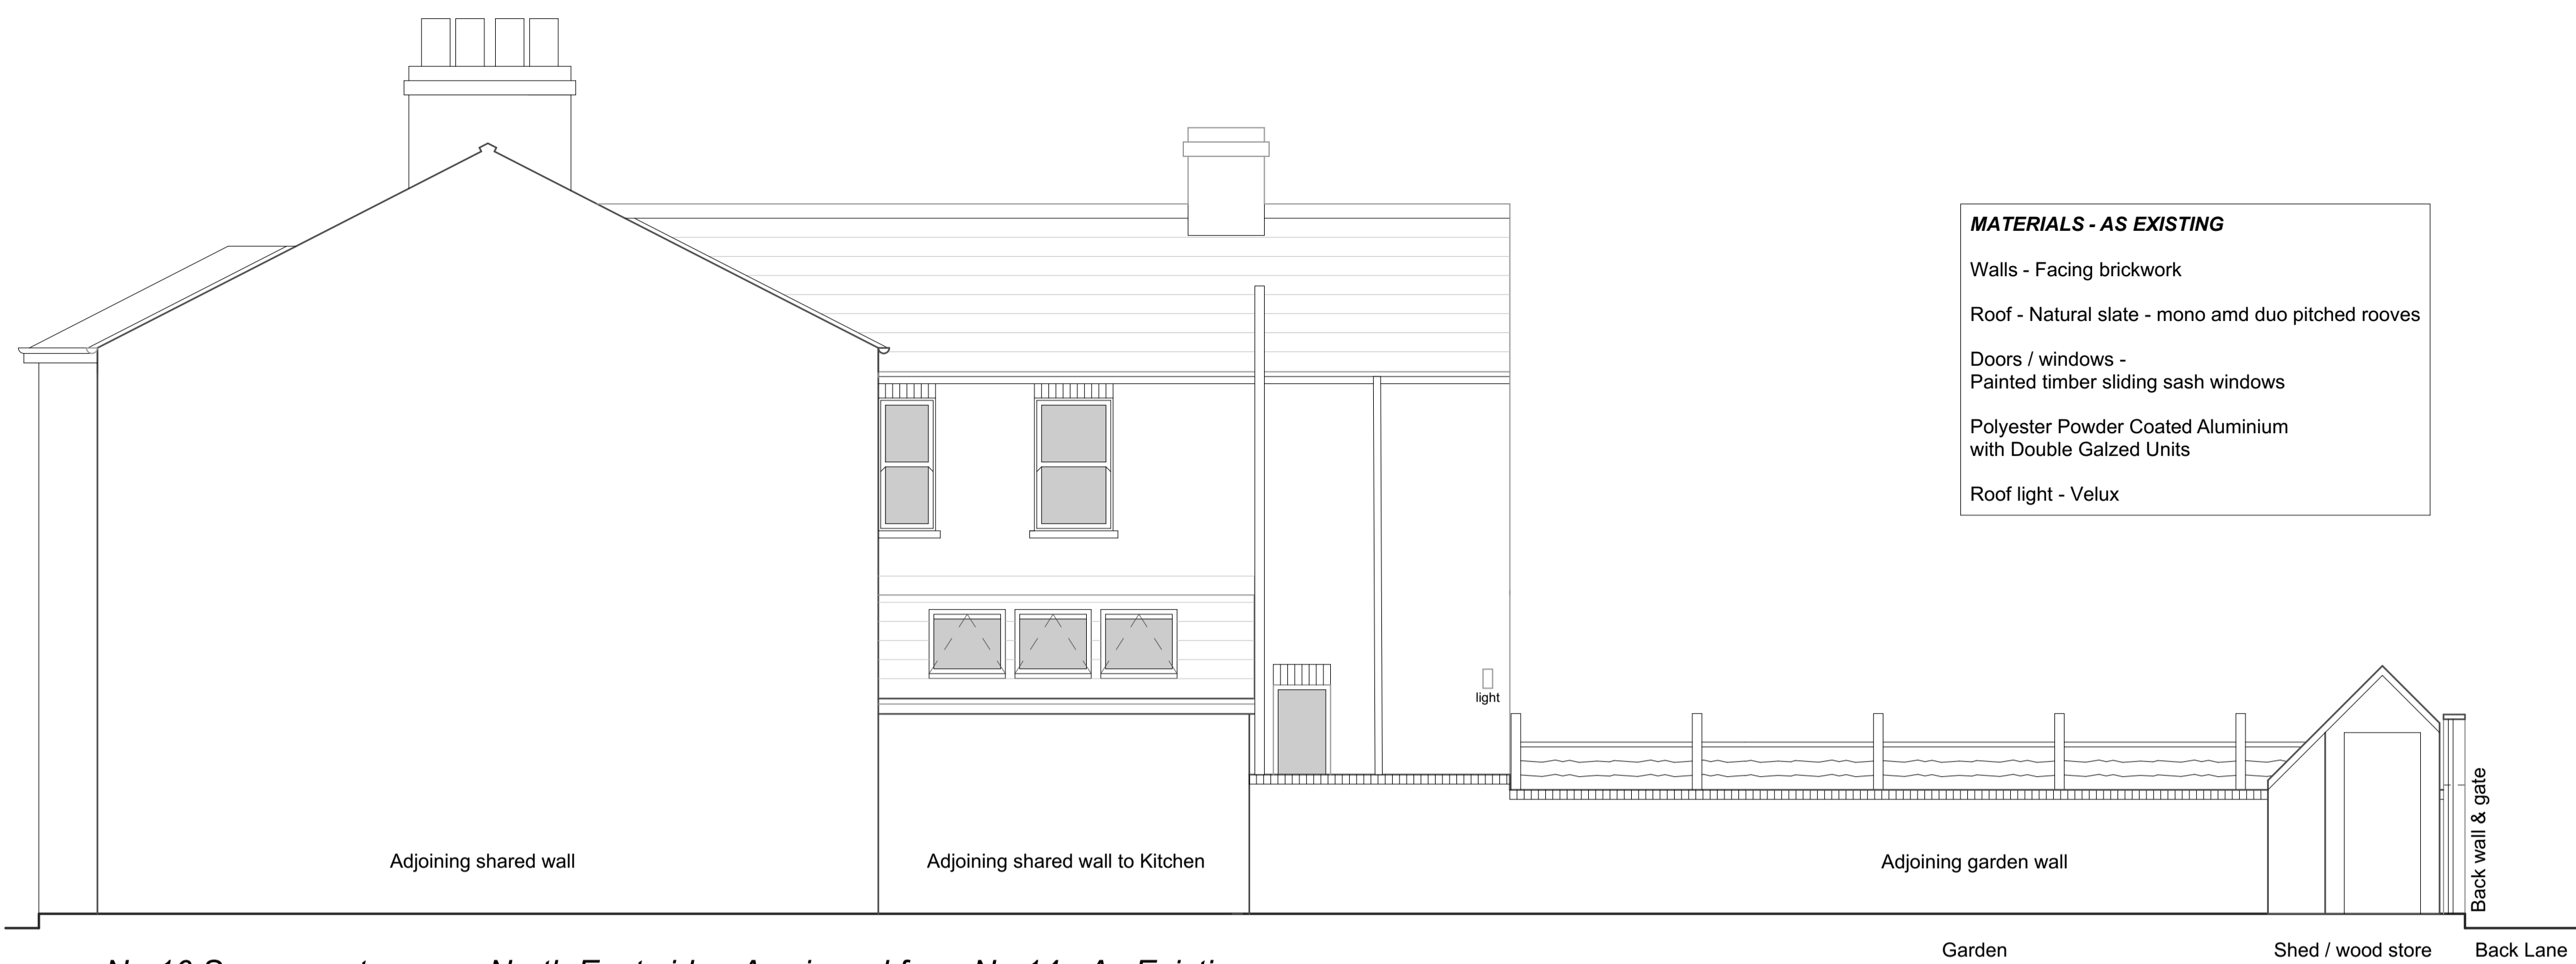 MATERIALS - AS EXISTING
Walls - Facing brickwork
Roof - Natural slate - mono amd duo pitched rooves
Doors / windows -
Painted timber sliding sash windows
Polyester Powder Coated Aluminium
with Double Galzed Units
Roof light - Velux
light
Adjoining shared wall
Adjoining shared wall to Kitchen
Adjoining garden wall
Back wall & gate
Garden
Shed / wood store
Back Lane